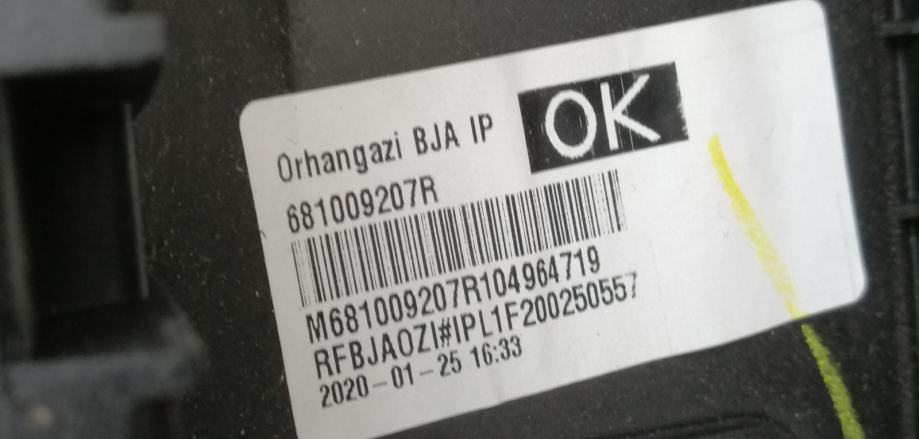 Orhangazi BJA IP OK
681009207R
M681009207R104964719
RFBJAOZI#IPL1F200250557
2020-01-25 16:33